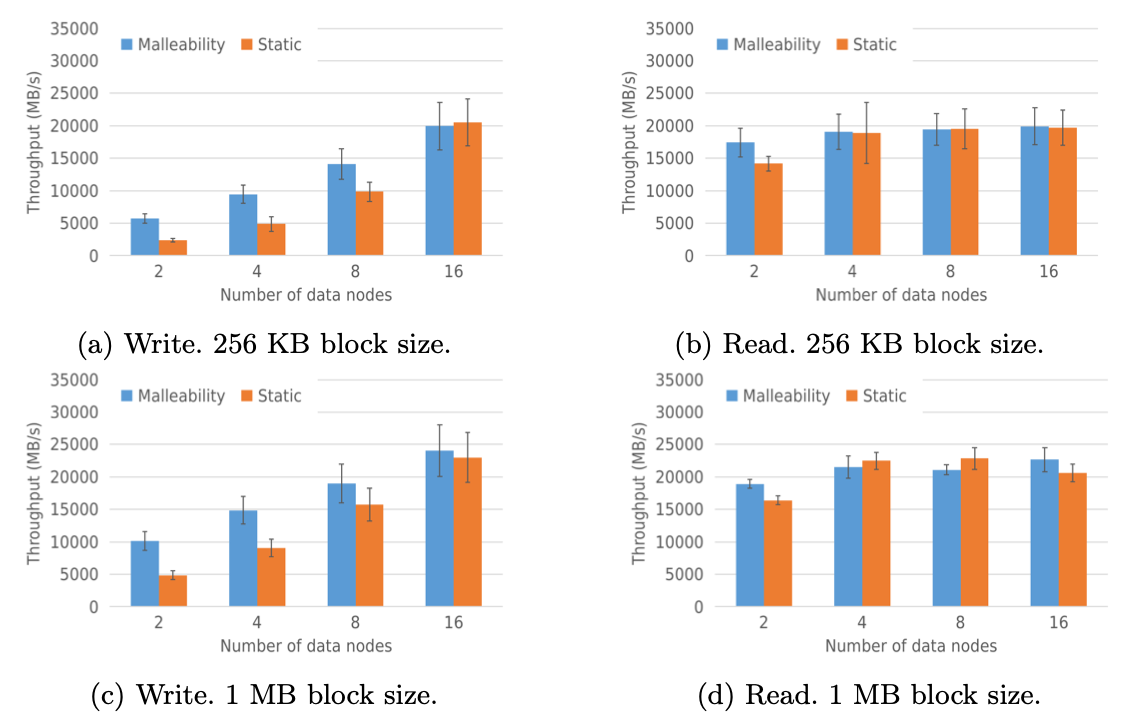 35000
30000
25000
20000
15000
10000
5000
0
Throughput (MB/s)
Malleability Static
2 4 8 16
Number of data nodes
(a) Write. 256 KB block size.
35000
30000
25000
20000
15000
10000
5000
0
Throughput (MB/s)
Malleability Static
2 4 8 16
Number of data nodes
(b) Read. 256 KB block size.
35000
30000
25000
20000
15000
10000
5000
0
Throughput (MB/s)
Malleability Static
2 4 8 16
Number of data nodes
(c) Write. 1 MB block size.
35000
30000
25000
20000
15000
10000
5000
0
Throughput (MB/s)
Malleability Static
2 4 8 16
Number of data nodes
(d) Read. 1 MB block size.